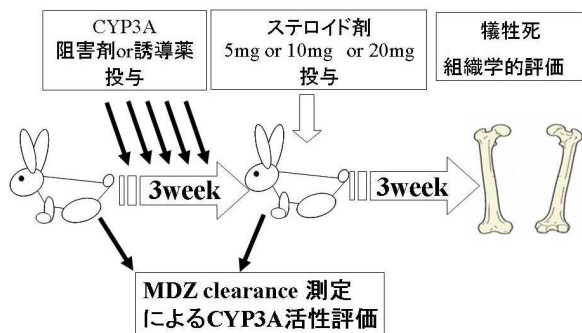 CYP3A
阻害剤or誘導薬
投与
ステロイド剤
5mg or 10mg or 20mg
投与
犠牲死
組織学的評価
3week
3week
MDZ clearance 測定
によるCYP3A活性評価